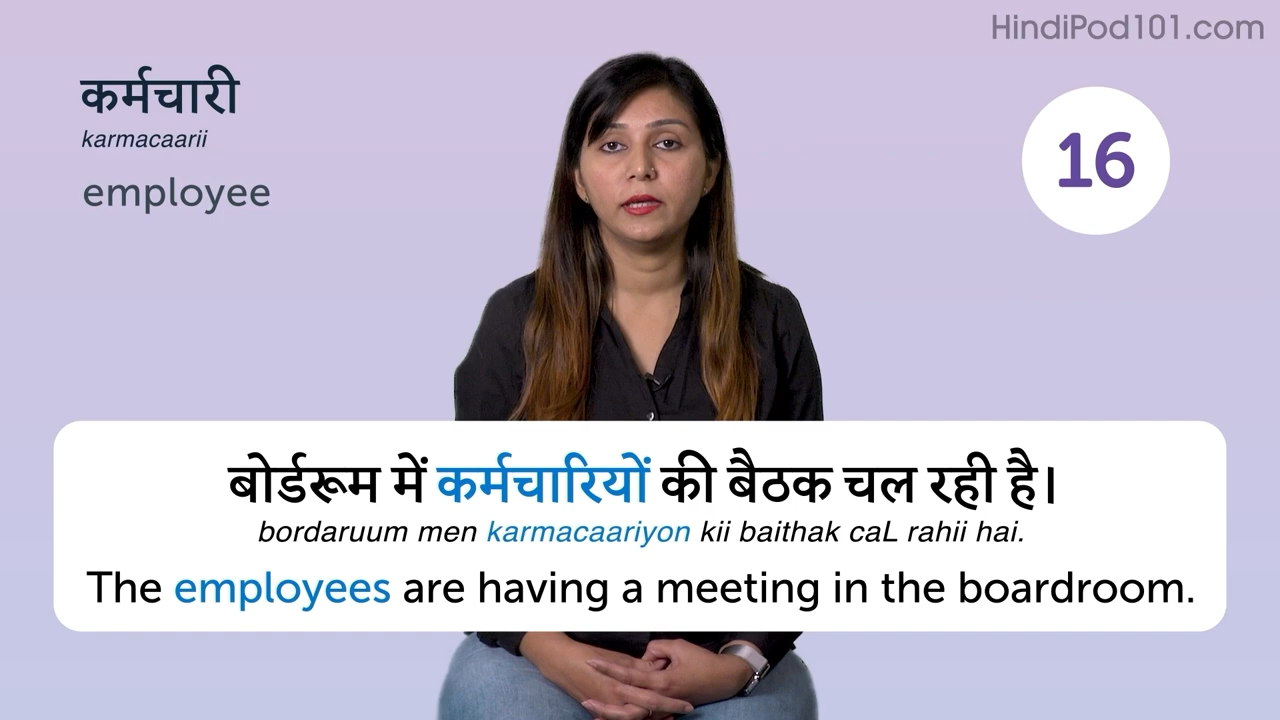 HindiPod101.com
कर्मचारी
karmacaarii
employee
16
बोर्डरूम में कर्मचारियों की बैठक चल रही है।
bordaruum men karmacaariyon kii baithak caL rahii hai.
The employees are having a meeting in the boardroom.